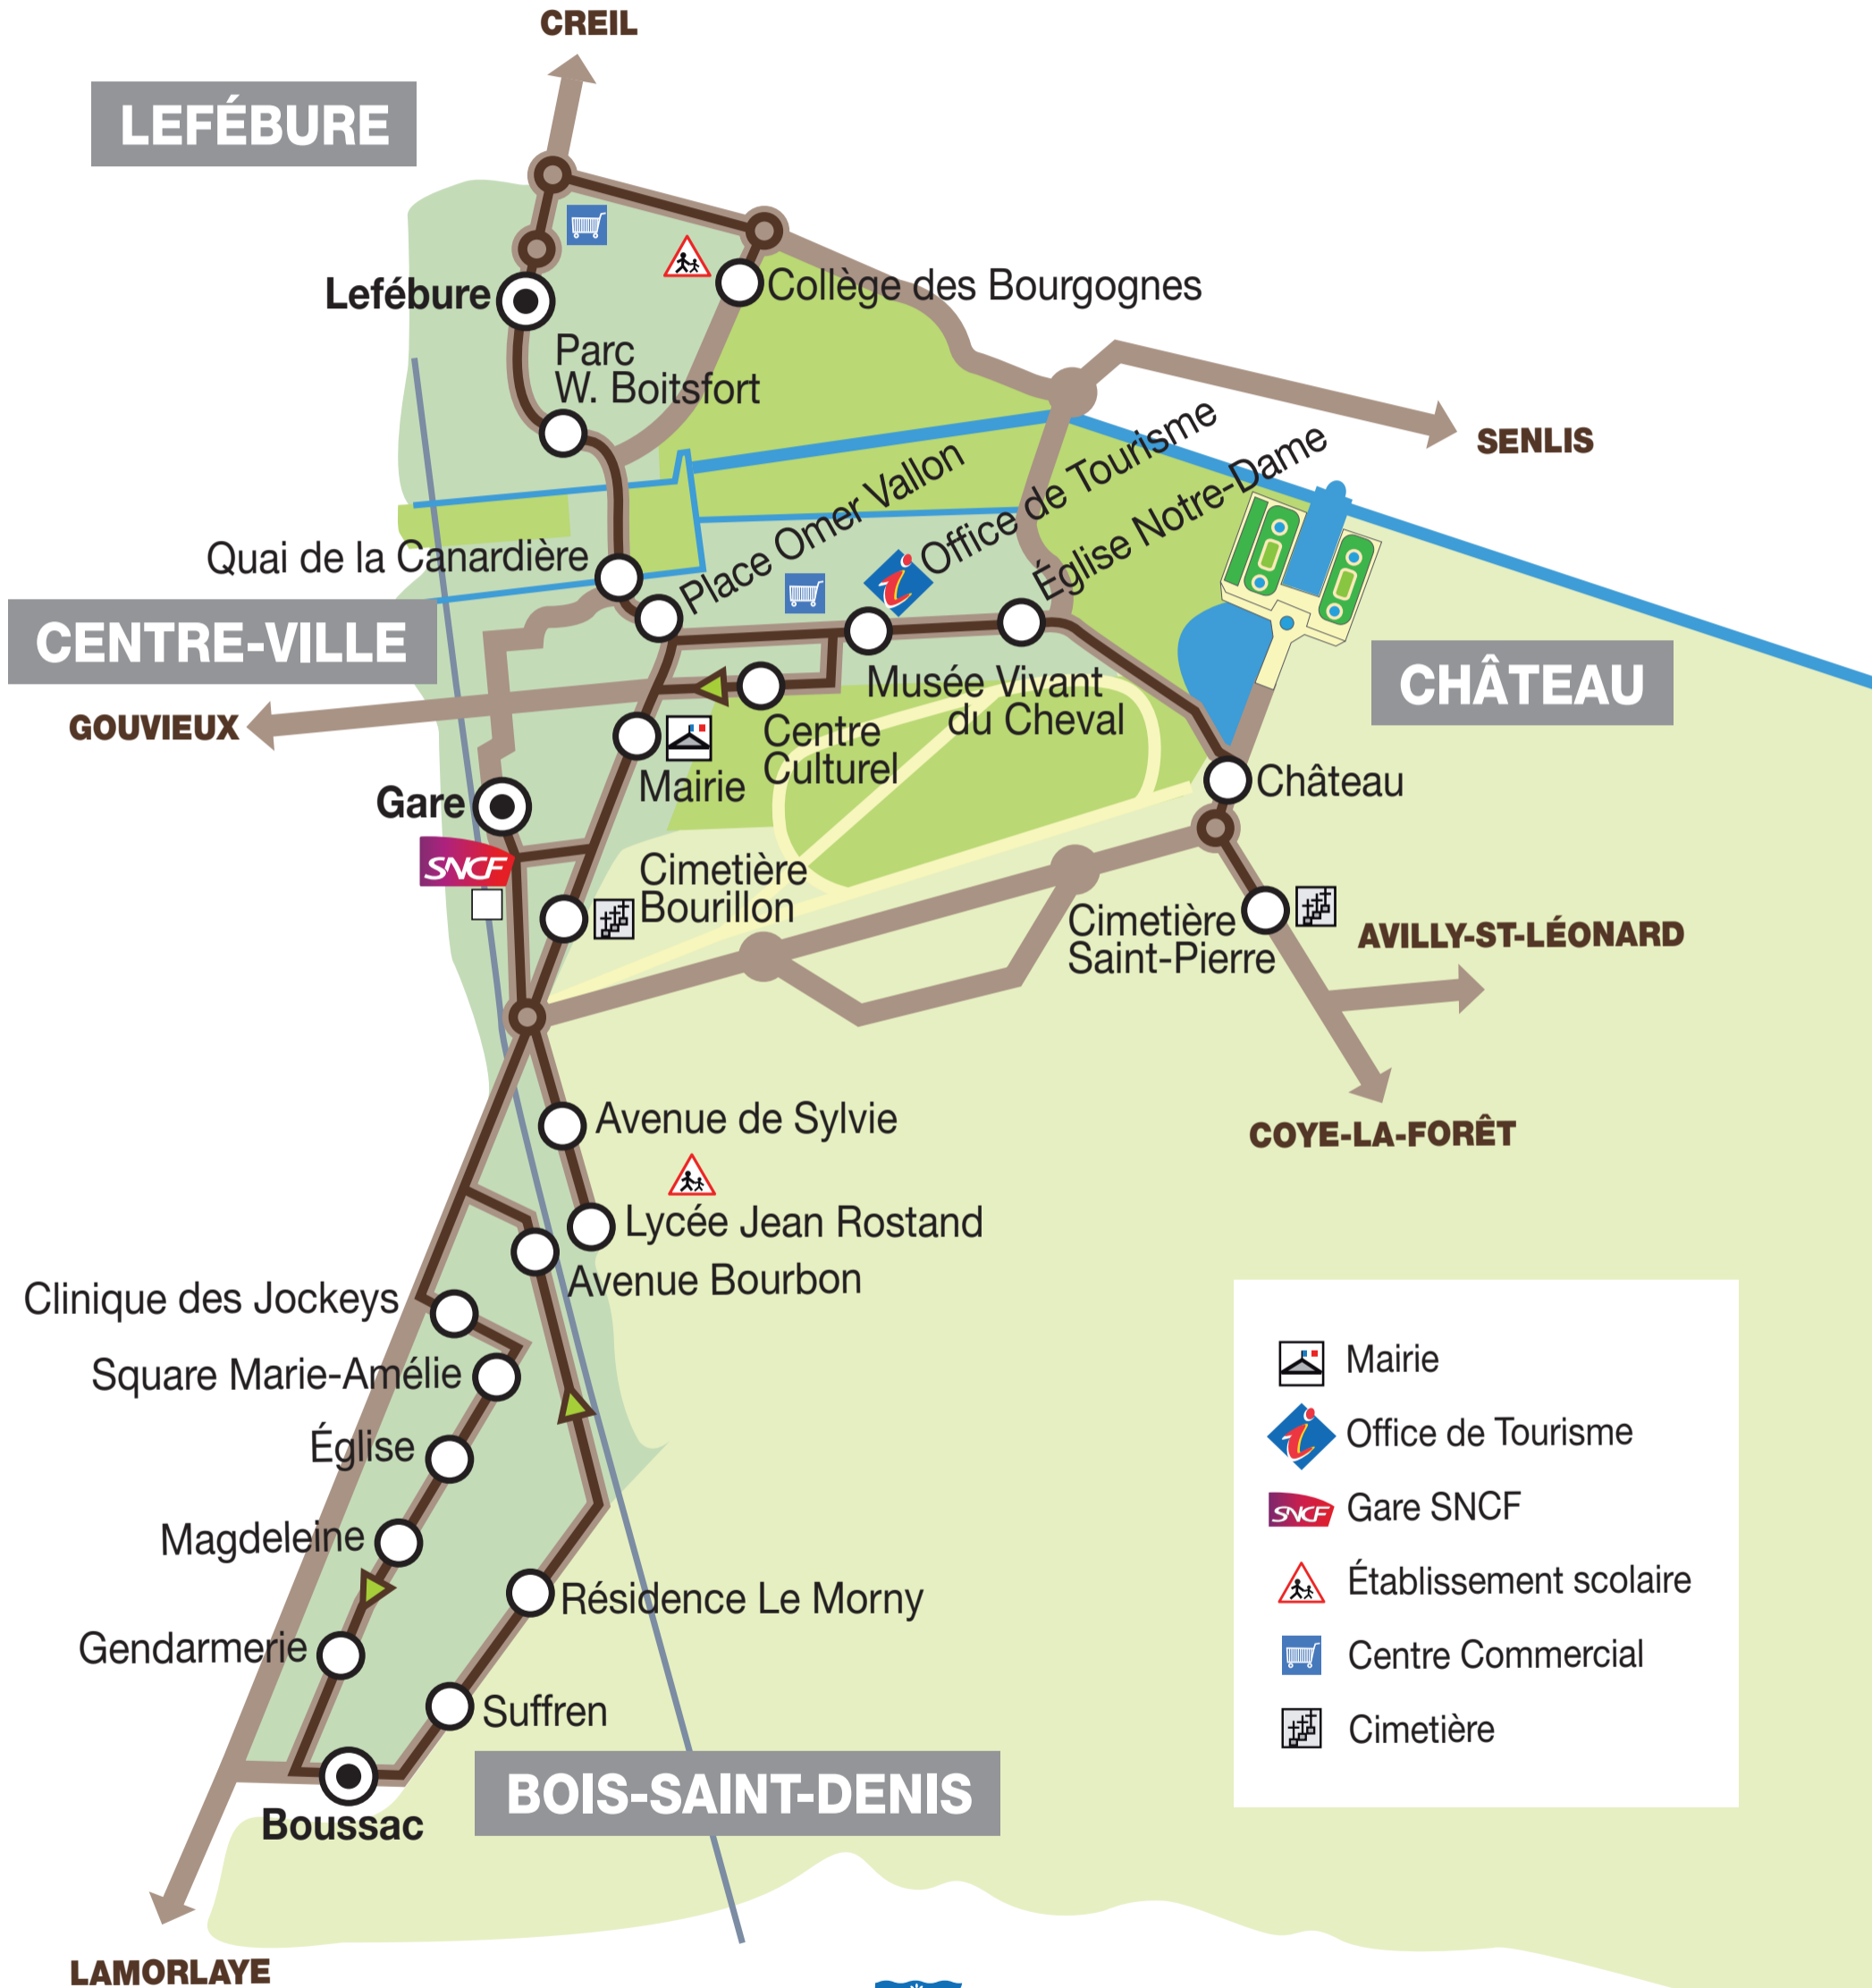 CREIL
LEFÉBURE
Collège des Bourgognes
Lefébure
Parc
W. Boitsfort
SENLIS
Office de Tourisme
Église Notre-Dame
Place Omer Vallon
Quai de la Canardière
CENTRE-VILLE
CHÂTEAU
Musée Vivant
du Cheval
GOUVIEUX
Centre
Culturel
Mairie
Château
Gare
SNCF
Cimetière
Bourillon
Cimetière
Saint-Pierre
AVILLY-ST-LÉONARD
Avenue de Sylvie
COYE-LA-FORÊT
Lycée Jean Rostand
Avenue Bourbon
Clinique des Jockeys
Square Marie-Amélie
Église
Magdeleine
Résidence Le Morny
Gendarmerie
Suffren
BOIS-SAINT-DENIS
Boussac
LAMORLAYE
Mairie
Office de Tourisme
SNCF Gare SNCF
Établissement scolaire
Centre Commercial
Cimetière